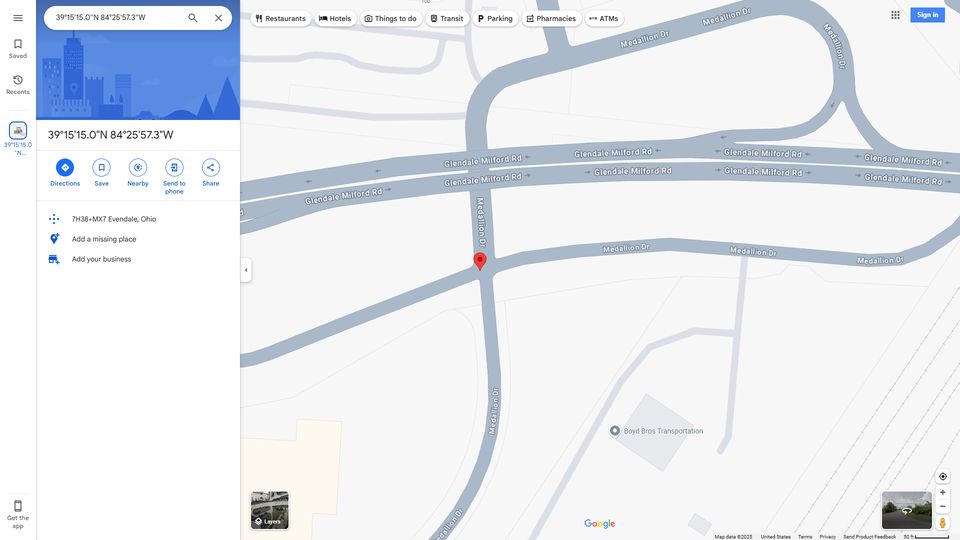 39°15'15.0"N 84°25'57.3"W
Restaurants
Hotels
Things to do
Transit
Parking
Pharmacies
ATMs
Sign in
Saved
Recents
39°15'15.0
"N...
39°15'15.0"N 84°25'57.3"W
Directions
Save
Nearby
Send to
phone
Share
7H38+MX7 Evendale, Ohio
Add a missing place
Add your business
Get the
app
100
Medallion Dr
Medallion Dr
Medallion Dr
Glendale Milford Rd
Glendale Milford Rd
Glendale Milford Rd
Glendale Milford Rd
Glendale Milford Rd
Glendale Milford Rd
Glendale Milford Rd
Glendale Milford Rd
Glendale Milford Rd
Medallion Dr
Medallion Dr
Medallion Dr
Medallion Dr
Medallion Dr
Boyd Bros Transportation
Medallion Dr
Layers
Google
Map data ©2025 United States Terms Privacy Send Product Feedback 50 ft